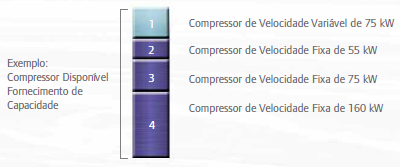 Exemplo:
Compressor Disponível
Fornecimento de
Capacidade
1 Compressor de Velocidade Variável de 75 kW
2 Compressor de Velocidade Fixa de 55 kW
3 Compressor de Velocidade Fixa de 75 kW
4 Compressor de Velocidade Fixa de 160 kW